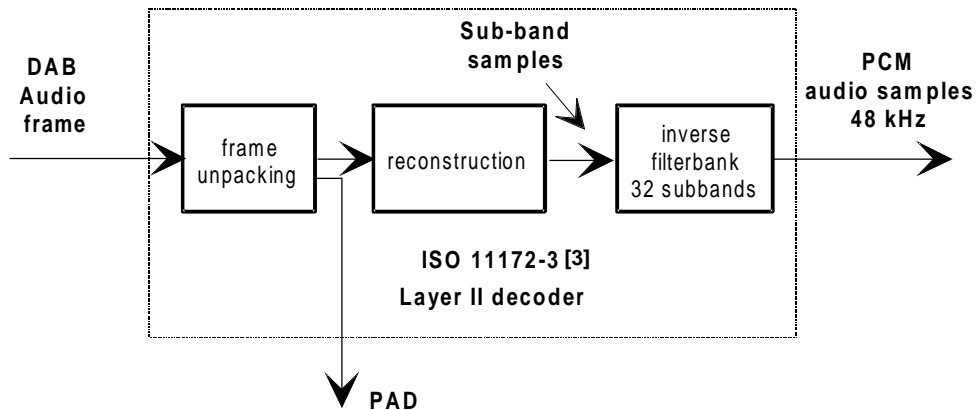 Sub-band
samples
DAB
Audio
frame
PCM
audio samples
48 kHz
frame
unpacking
reconstruction
inverse
filterbank
32 subbands
ISO 11172-3 [3]
Layer II decoder
PAD